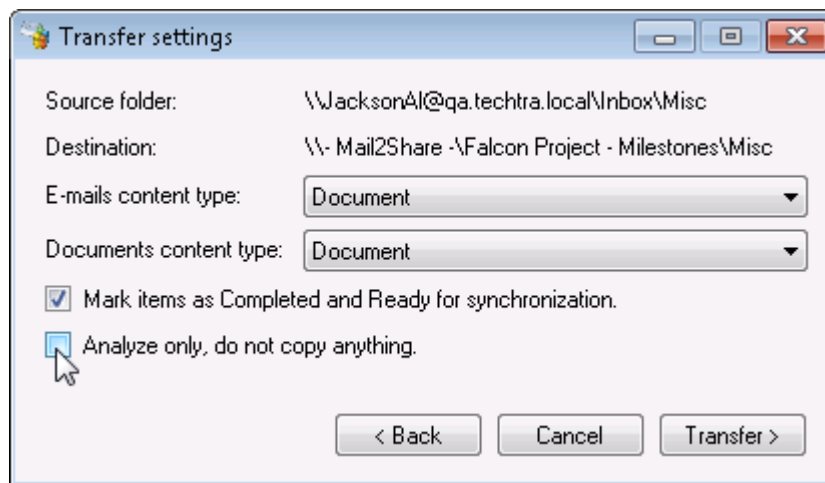 Transfer settings
Source folder: \\JacksonAl@qa.techtra.local\Inbox\Misc
Destination: \\- Mail2Share -\Falcon Project - Milestones\Misc
E-mails content type: Document
Documents content type: Document
Mark items as Completed and Ready for synchronization.
Analyze only, do not copy anything.
< Back Cancel Transfer >